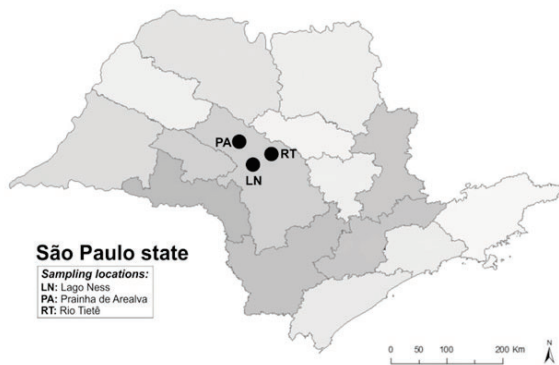 PA
RT
LN
São Paulo state
Sampling locations:
LN: Lago Ness
PA: Prainha de Arealva
RT: Rio Tietê
N
0 50 100 200 Km